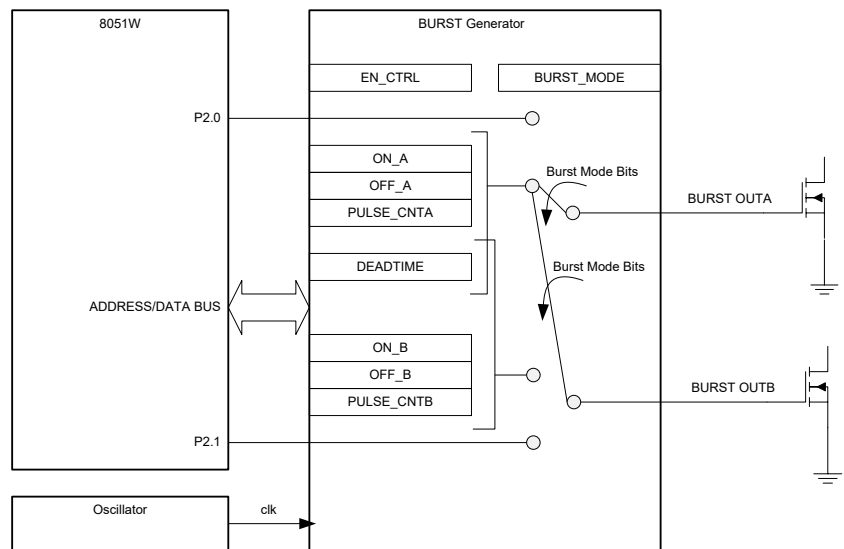 8051W
BURST Generator
EN_CTRL
BURST_MODE
P2.0
ON_A
OFF_A
PULSE_CNTA
Burst Mode Bits
BURST OUTA
DEADTIME
Burst Mode Bits
ADDRESS/DATA BUS
ON_B
OFF_B
PULSE_CNTB
BURST OUTB
P2.1
Oscillator
clk